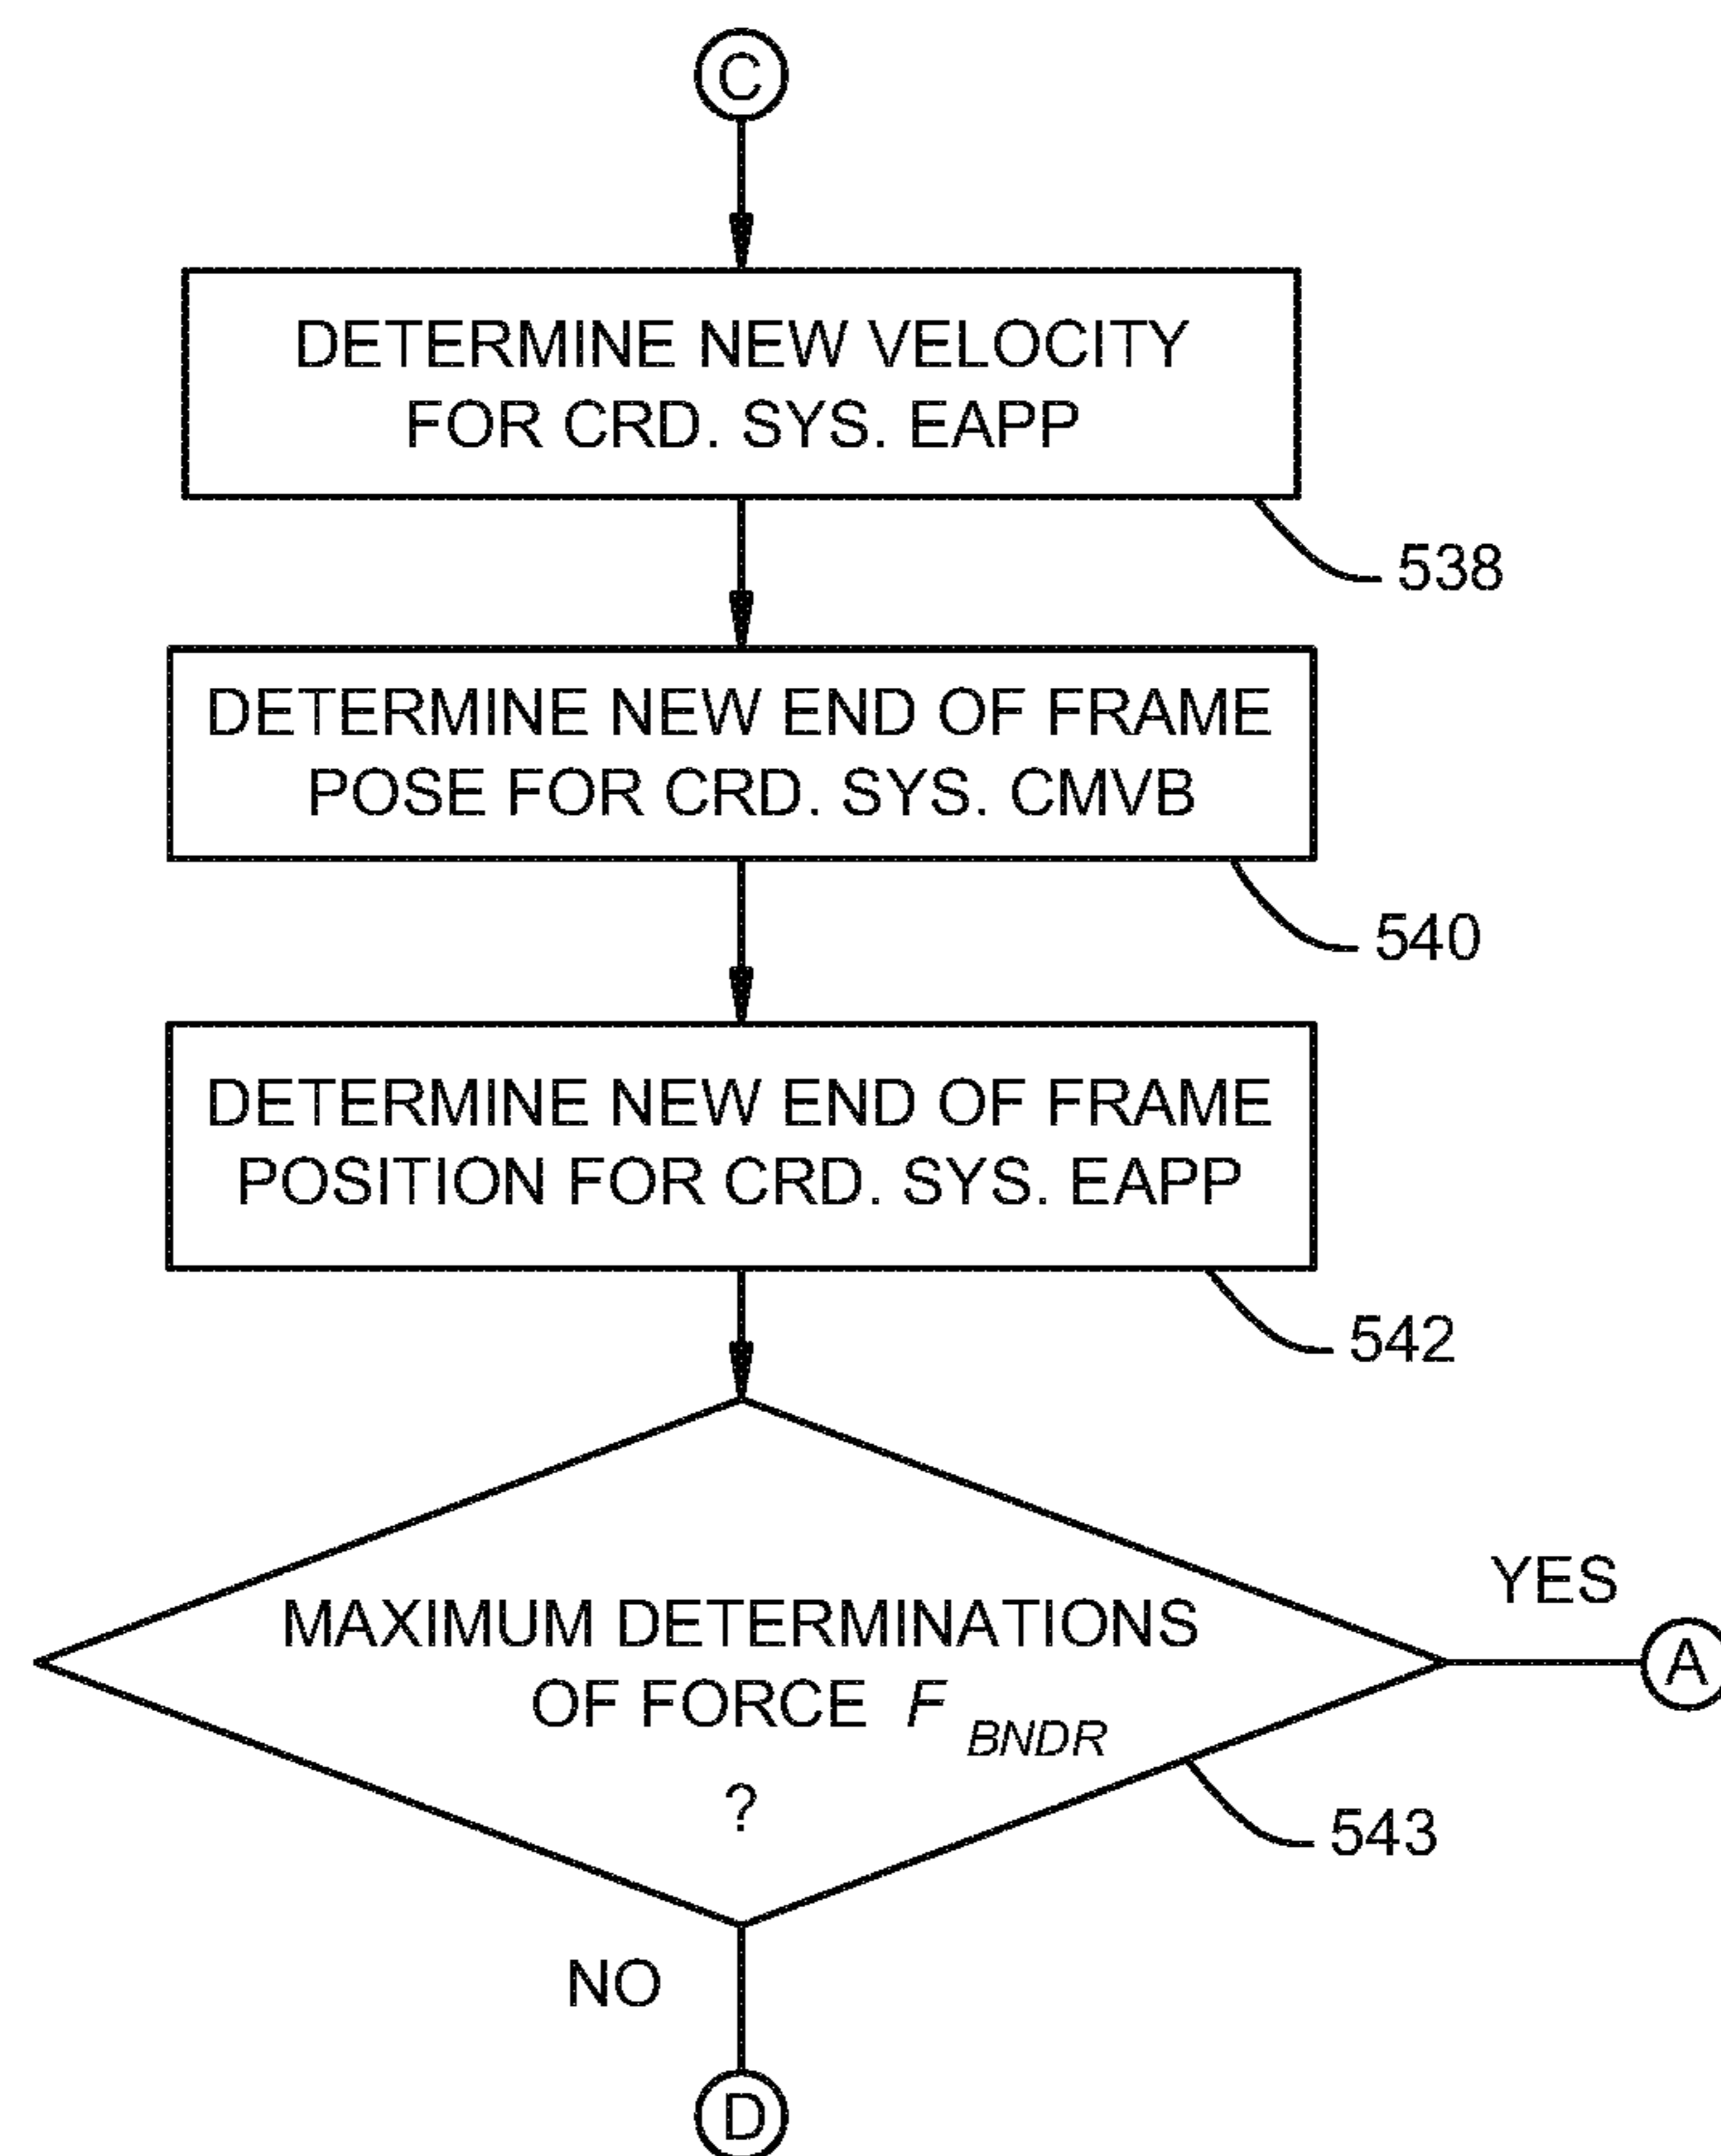 C
DETERMINE NEW VELOCITY
FOR CRD. SYS. EAPP
538
DETERMINE NEW END OF FRAME
POSE FOR CRD. SYS. CMVB
540
DETERMINE NEW END OF FRAME
POSITION FOR CRD. SYS. EAPP
542
MAXIMUM DETERMINATIONS
OF FORCE F BNDR
?
543
YES
A
NO
D